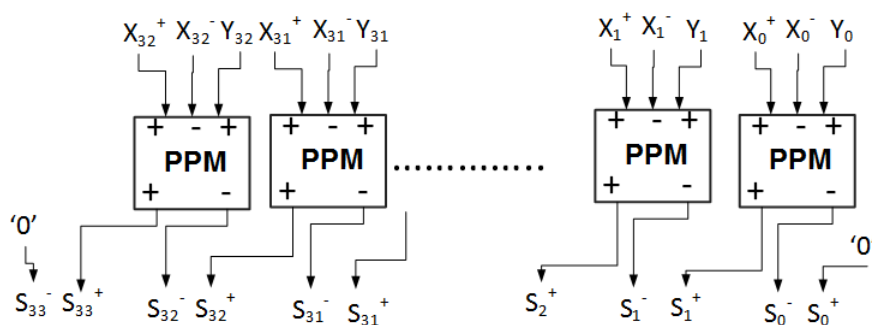 X₃₂⁺ X₃₂⁻ Y₃₂ X₃₁⁺ X₃₁⁻ Y₃₁ X₁⁺ X₁⁻ Y₁ X₀⁺ X₀⁻ Y₀
+ - + + - + + - + + - +
PPM PPM PPM PPM
+ - + - + - + -
'0' '0
S₃₃⁻ S₃₃⁺ S₃₂⁻ S₃₂⁺ S₃₁⁻ S₃₁⁺ S₂⁺ S₁⁻ S₁⁺ S₀⁻ S₀⁺